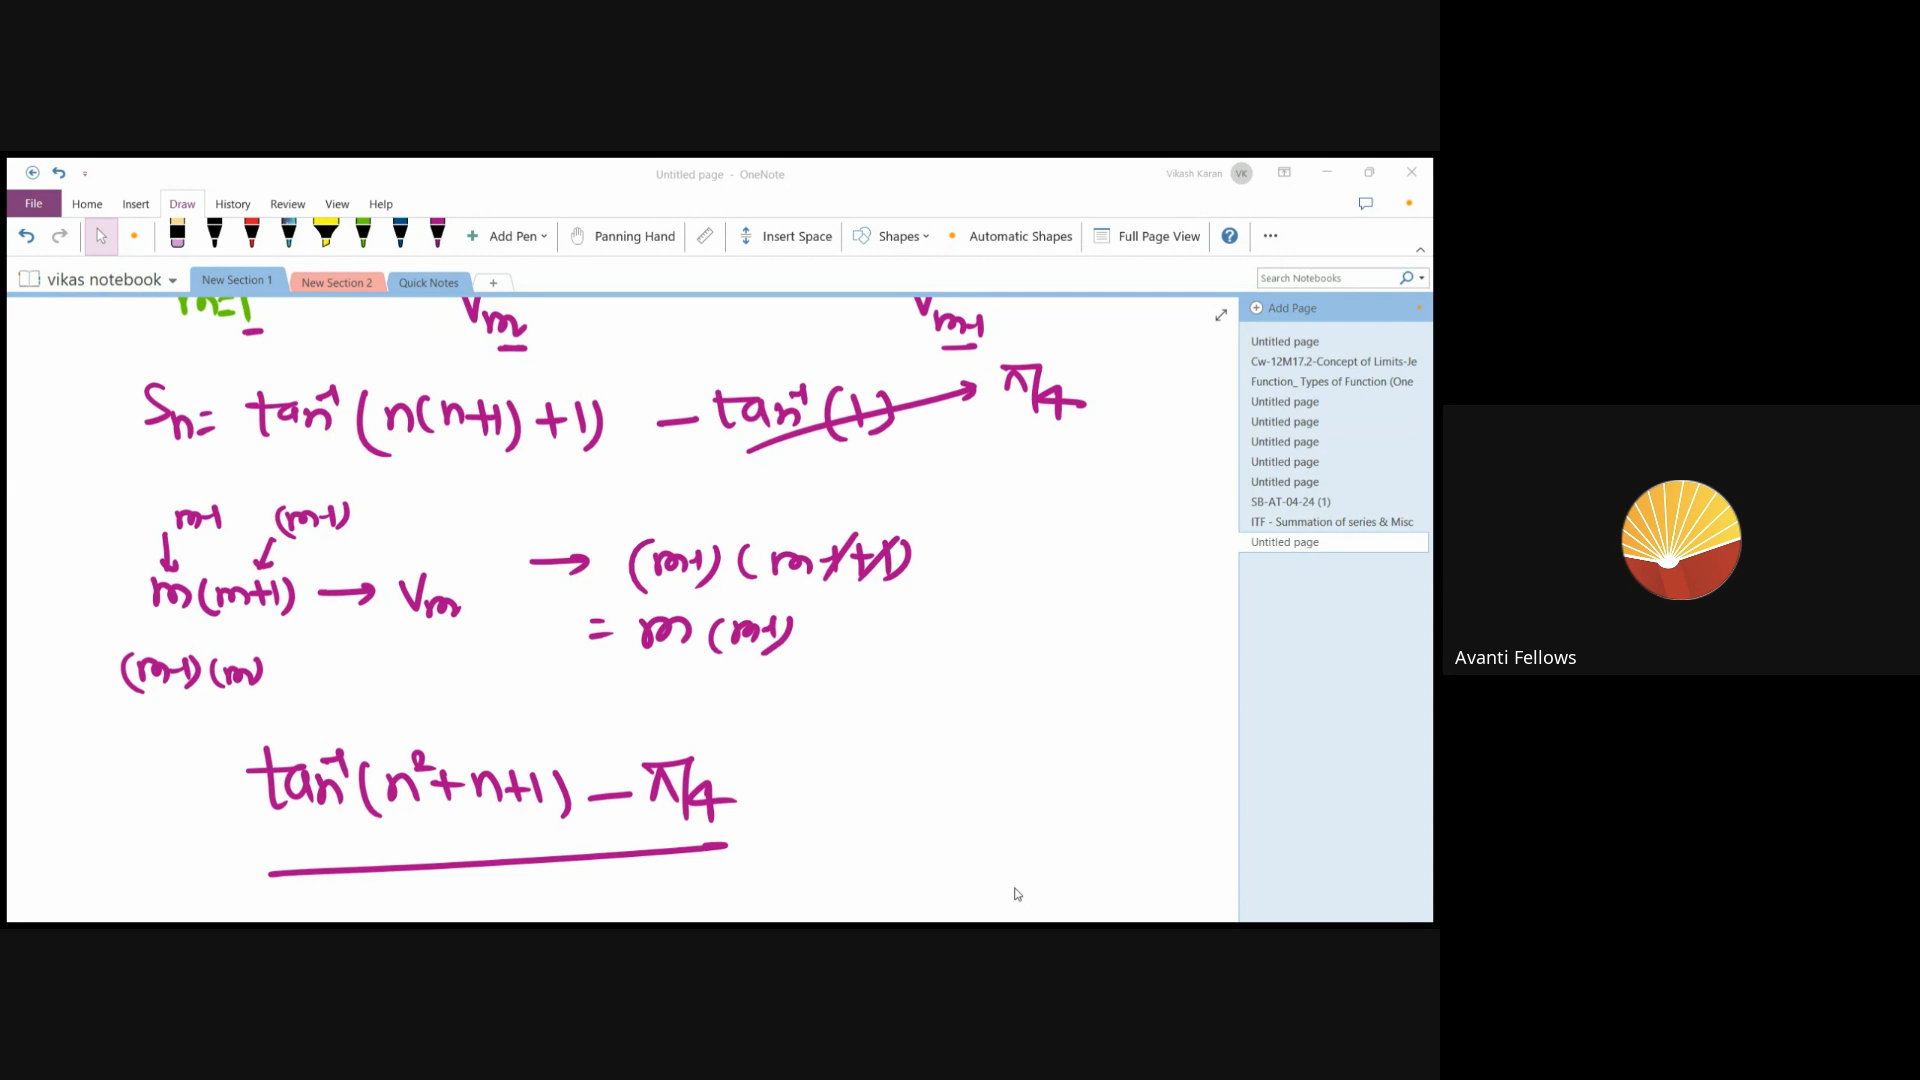 Untitled page - OneNote
Vikash Karan VK
File Home Insert Draw History Review View Help
+ Add Pen Panning Hand Insert Space Shapes Automatic Shapes Full Page View ? ...
vikas notebook New Section 1 New Section 2 Quick Notes +
Search Notebooks
m=1 Vm Vm-1
Sn= tan⁻¹(n(n+1)+1) - tan⁻¹(1) → π/4
m-1 (m-1)
m(m+1) → Vm → (m-1)(m-1+1)
= m(m-1)
(m-1)(m)
tan⁻¹(n²+n+1) - π/4
Add Page
Untitled page
Cw-12M17.2-Concept of Limits-Je
Function_ Types of Function (One
Untitled page
Untitled page
Untitled page
Untitled page
Untitled page
SB-AT-04-24 (1)
ITF - Summation of series & Misc
Untitled page
Avanti Fellows